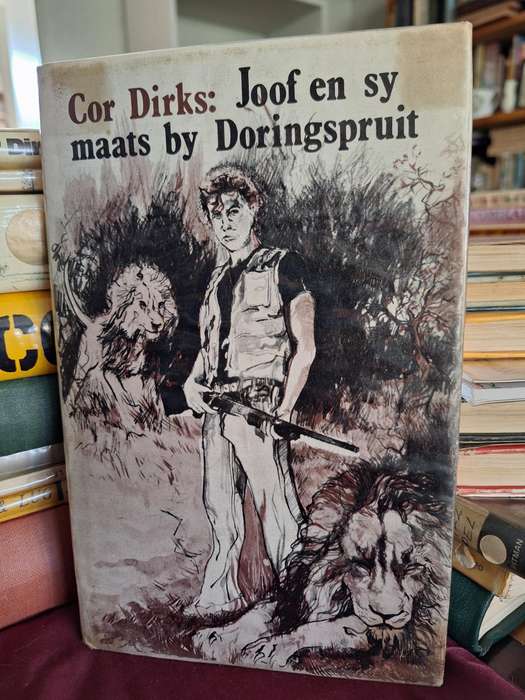 Cor Dirks: Joof en sy
maats by Doringspruit